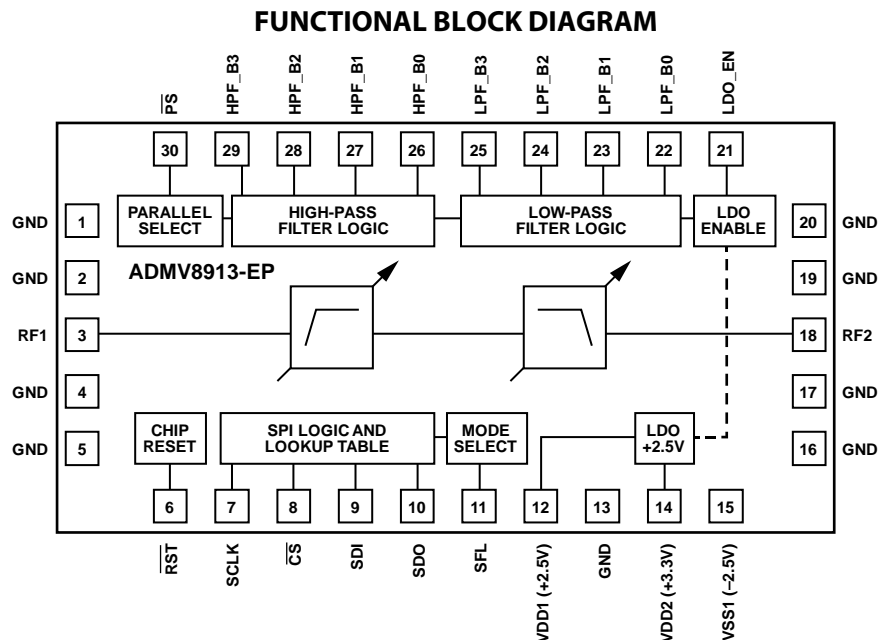 FUNCTIONAL BLOCK DIAGRAM
P̅S̅
HPF_B3
HPF_B2
HPF_B1
HPF_B0
LPF_B3
LPF_B2
LPF_B1
LPF_B0
LDO_EN
30
29
28
27
26
25
24
23
22
21
GND 1
PARALLEL
SELECT
HIGH-PASS
FILTER LOGIC
LOW-PASS
FILTER LOGIC
LDO
ENABLE
20 GND
GND 2
ADMV8913-EP
19 GND
RF1 3
18 RF2
GND 4
17 GND
GND 5
CHIP
RESET
SPI LOGIC AND
LOOKUP TABLE
MODE
SELECT
LDO
+2.5V
16 GND
6
7
8
9
10
11
12
13
14
15
R̅S̅T̅
SCLK
C̅S̅
SDI
SDO
SFL
VDD1 (+2.5V)
GND
VDD2 (+3.3V)
VSS1 (–2.5V)